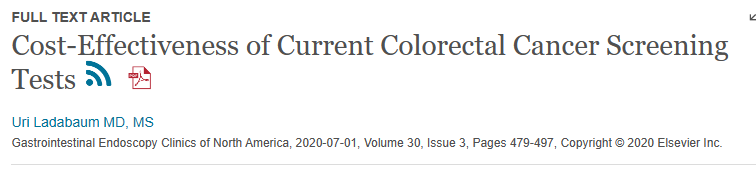 FULL TEXT ARTICLE
Cost-Effectiveness of Current Colorectal Cancer Screening
Tests
PDF
Uri Ladabaum MD, MS
Gastrointestinal Endoscopy Clinics of North America, 2020-07-01, Volume 30, Issue 3, Pages 479-497, Copyright © 2020 Elsevier Inc.